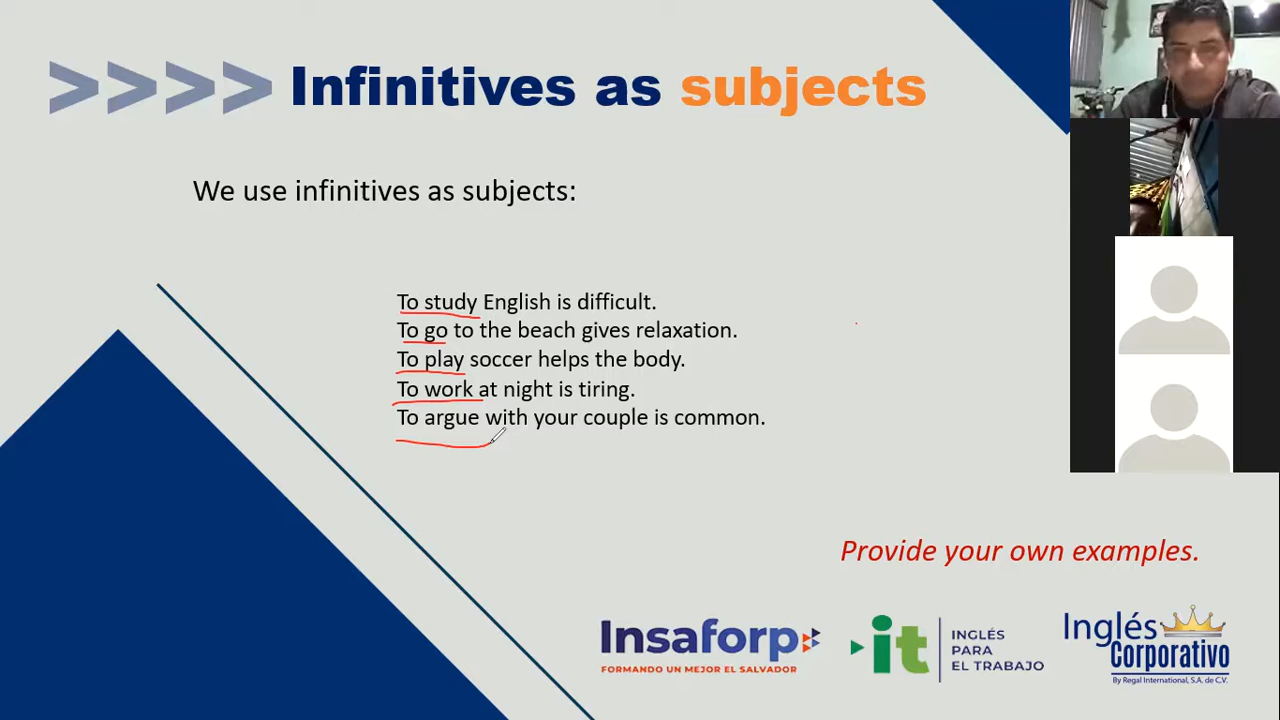 >>>> Infinitives as subjects
We use infinitives as subjects:
To study English is difficult.
To go to the beach gives relaxation.
To play soccer helps the body.
To work at night is tiring.
To argue with your couple is common.
Provide your own examples.
Insaforp
FORMANDO UN MEJOR EL SALVADOR
it
INGLÉS
PARA
EL TRABAJO
Inglés
Corporativo
By Regal International, S.A. de C.V.